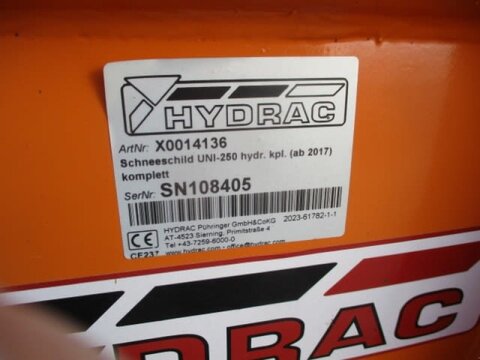 HYDRAC
ArtNr: X0014136
Schneeschild UNI-250 hydr. kpl. (ab 2017)
komplett
SerNr: SN108405
HYDRAC Pühringer GmbH&CoKG 2023-61782-1-1
AT-4523 Sierning, Primitstraße 4
Tel +43-7259-6000-0
CE237 www.hydrac.com - office@hydrac.com
DRAC